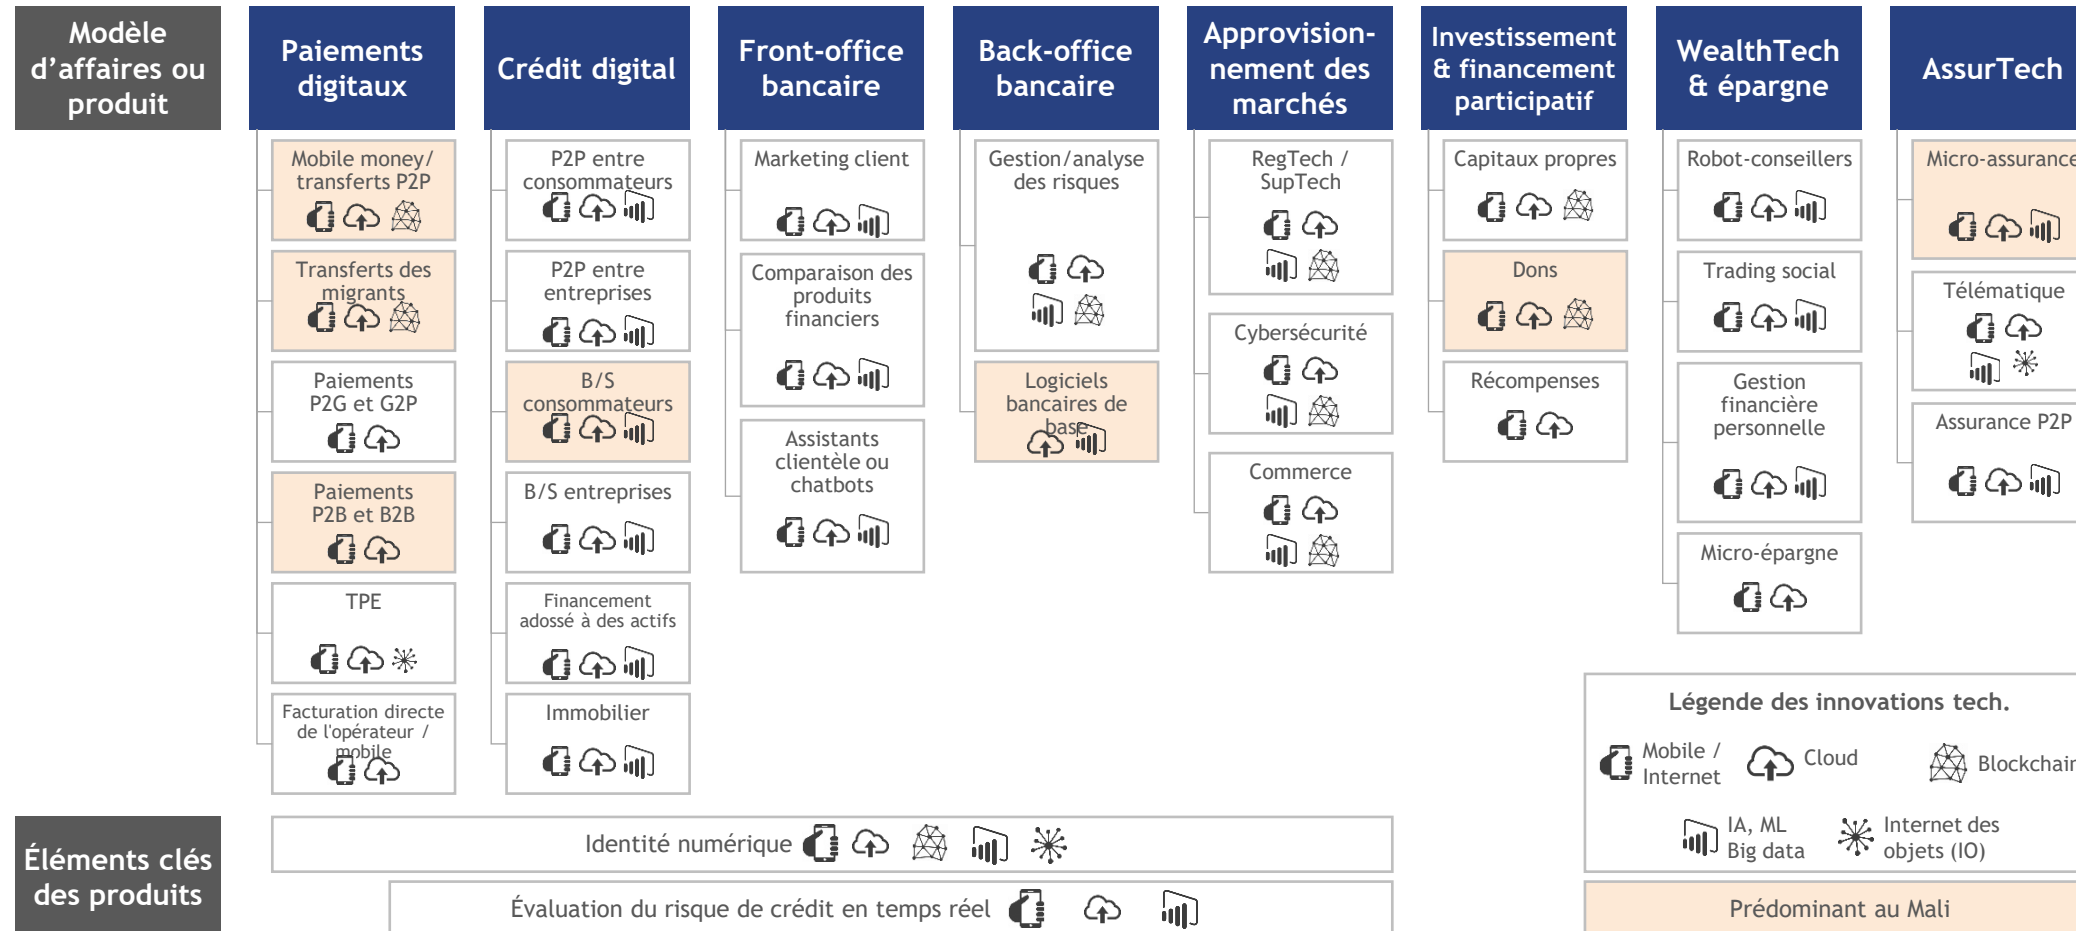 Modèle
d’affaires ou
produit
Paiements
digitaux
Crédit digital
Front-office
bancaire
Back-office
bancaire
Approvision-
nement des
marchés
Investissement
& financement
participatif
WealthTech
& épargne
AssurTech
Mobile money/
transferts P2P
Transferts des
migrants
Paiements
P2G et G2P
Paiements
P2B et B2B
TPE
Facturation directe
de l'opérateur /
mobile
P2P entre
consommateurs
P2P entre
entreprises
B/S
consommateurs
B/S entreprises
Financement
adossé à des actifs
Immobilier
Marketing client
Comparaison des
produits
financiers
Assistants
clientèle ou
chatbots
Gestion/analyse
des risques
Logiciels
bancaires de
base
RegTech /
SupTech
Cybersécurité
Commerce
Capitaux propres
Dons
Récompenses
Robot-conseillers
Trading social
Gestion
financière
personnelle
Micro-épargne
Micro-assurance
Télématique
Assurance P2P
Légende des innovations tech.
Mobile /
Internet
Cloud
Blockchain
IA, ML
Big data
Internet des
objets (IO)
Prédominant au Mali
Éléments clés
des produits
Identité numérique
Évaluation du risque de crédit en temps réel